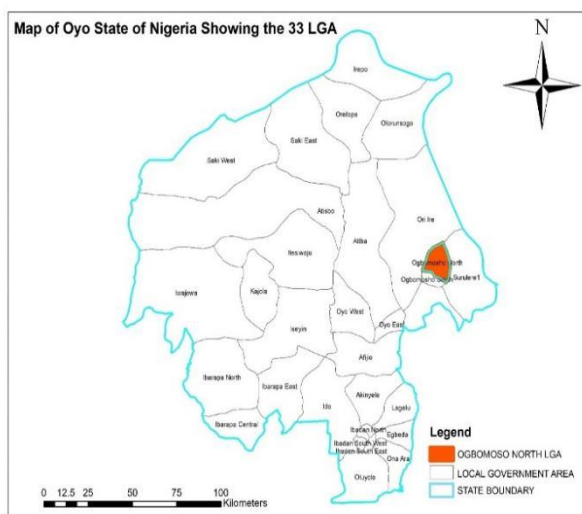 Map of Oyo State of Nigeria Showing the 33 LGA
N
Irepo
Orelope
Olorunsogo
Saki East
Saki West
Atisbo
Ori Ire
Atiba
Itesiwaju
Ogbomosho North
Ogbomosho South
Surulere1
Iwajowa
Kajola
Oyo West
Oyo East
Iseyin
Afijio
Ibarapa North
Ibarapa East
Ido
Akinyele
Lagelu
Ibarapa Central
Ibadan North
Egbeda
Ibadan South West
Ibadan South East
Ona Ara
Oluyole
Legend
OGBOMOSO NORTH LGA
LOCAL GOVERNMENT AREA
STATE BOUNDARY
0 12.5 25 50 75 100
Kilometers